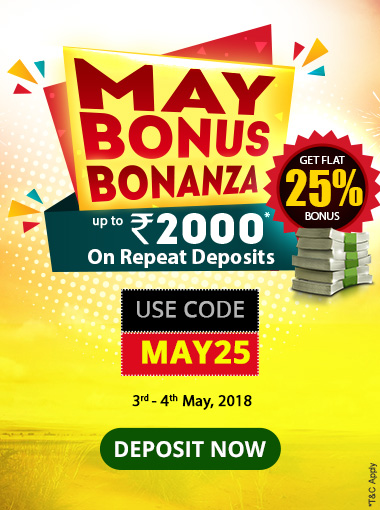 MAY
BONUS
BONANZA
GET FLAT
25%
BONUS
up to ₹2000*
On Repeat Deposits
USE CODE
MAY25
3rd - 4th May, 2018
DEPOSIT NOW
*T&C Apply